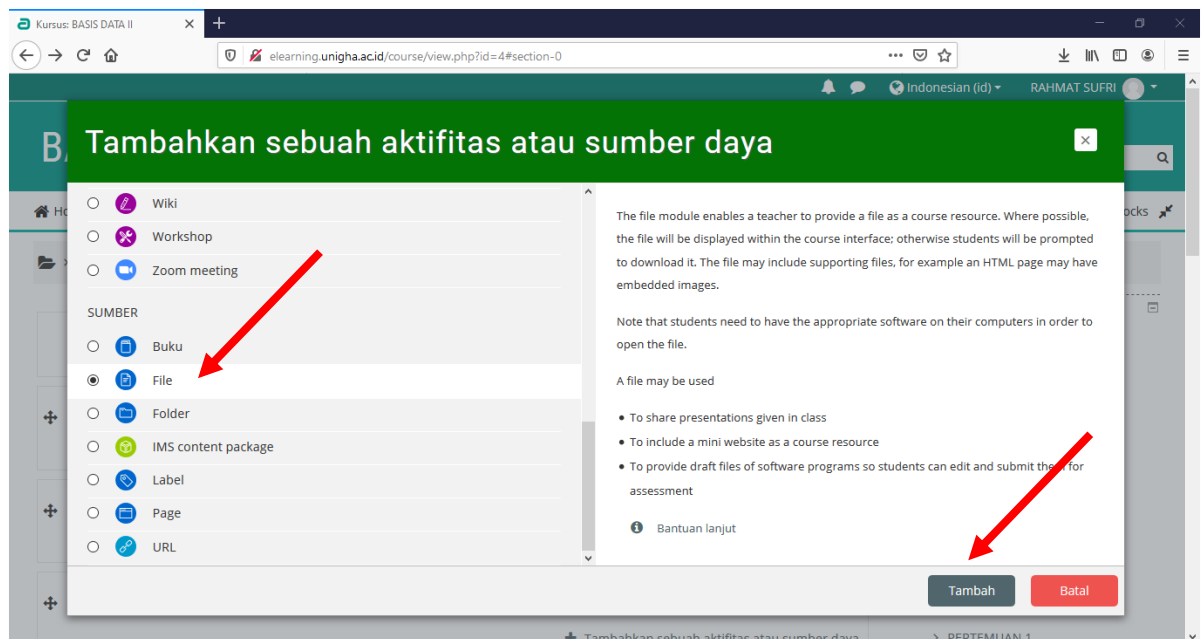 Kursus: BASIS DATA II
elearning.unigha.ac.id/course/view.php?id=4#section-0
Indonesian (id)
RAHMAT SUFRI
Tambahkan sebuah aktifitas atau sumber daya
Wiki
Workshop
Zoom meeting
SUMBER
Buku
File
Folder
IMS content package
Label
Page
URL
The file module enables a teacher to provide a file as a course resource. Where possible,
the file will be displayed within the course interface; otherwise students will be prompted
to download it. The file may include supporting files, for example an HTML page may have
embedded images.
Note that students need to have the appropriate software on their computers in order to
open the file.
A file may be used
To share presentations given in class
To include a mini website as a course resource
To provide draft files of software programs so students can edit and submit them for
assessment
Bantuan lanjut
Tambah
Batal
Tambahkan sebuah aktifitas atau sumber daya
PERTEMUAN 1